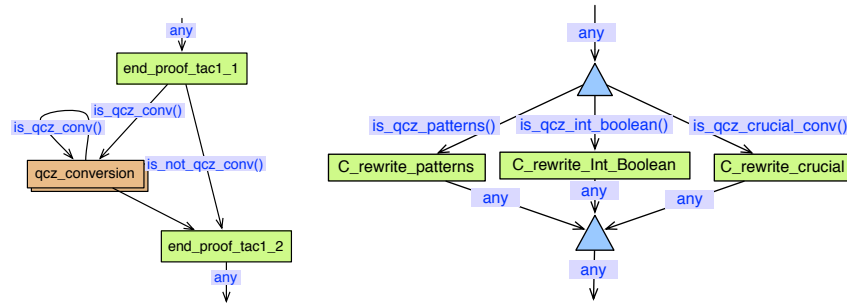 any
end_proof_tac1_1
is_qcz_conv()
is_qcz_conv()
is_not_qcz_conv()
qcz_conversion
end_proof_tac1_2
any
any
is_qcz_patterns()
is_qcz_int_boolean()
is_qcz_crucial_conv()
C_rewrite_patterns
C_rewrite_Int_Boolean
C_rewrite_crucial
any
any
any
any